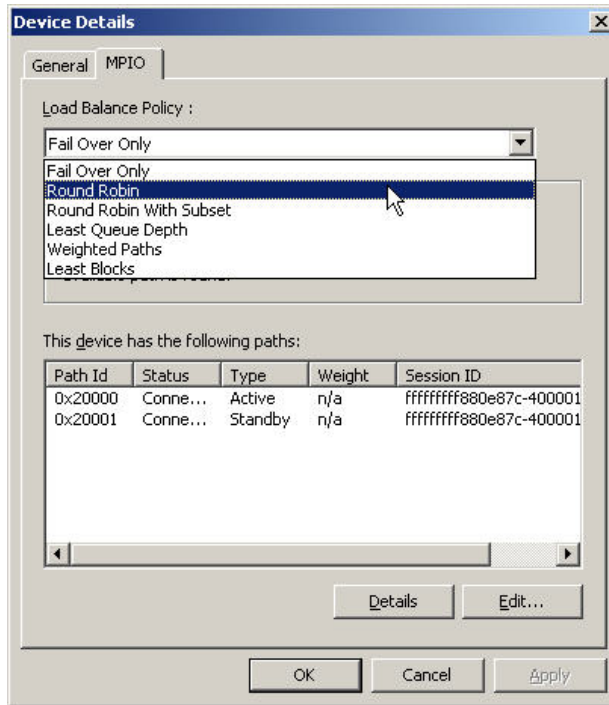 Device Details
General MPIO
Load Balance Policy :
Fail Over Only
Fail Over Only
Round Robin
Round Robin With Subset
Least Queue Depth
Weighted Paths
Least Blocks
This device has the following paths:
Path Id Status Type Weight Session ID
0x20000 Conne... Active n/a fffffffff880e87c-400001
0x20001 Conne... Standby n/a fffffffff880e87c-400001
Details Edit...
OK Cancel Apply